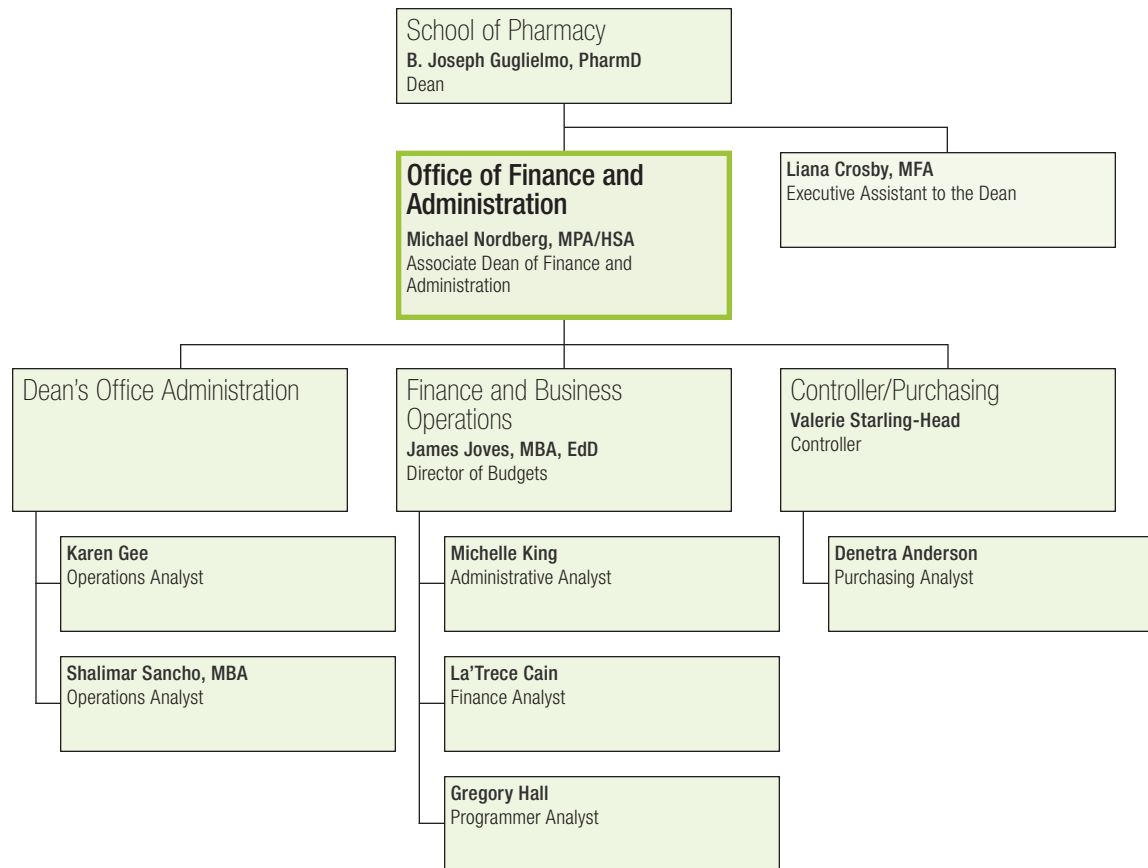 School of Pharmacy
B. Joseph Guglielmo, PharmD
Dean
Office of Finance and
Administration
Michael Nordberg, MPA/HSA
Associate Dean of Finance and
Administration
Liana Crosby, MFA
Executive Assistant to the Dean
Dean’s Office Administration
Karen Gee
Operations Analyst
Shalimar Sancho, MBA
Operations Analyst
Finance and Business
Operations
James Joves, MBA, EdD
Director of Budgets
Michelle King
Administrative Analyst
La’Trece Cain
Finance Analyst
Gregory Hall
Programmer Analyst
Controller/Purchasing
Valerie Starling-Head
Controller
Denetra Anderson
Purchasing Analyst